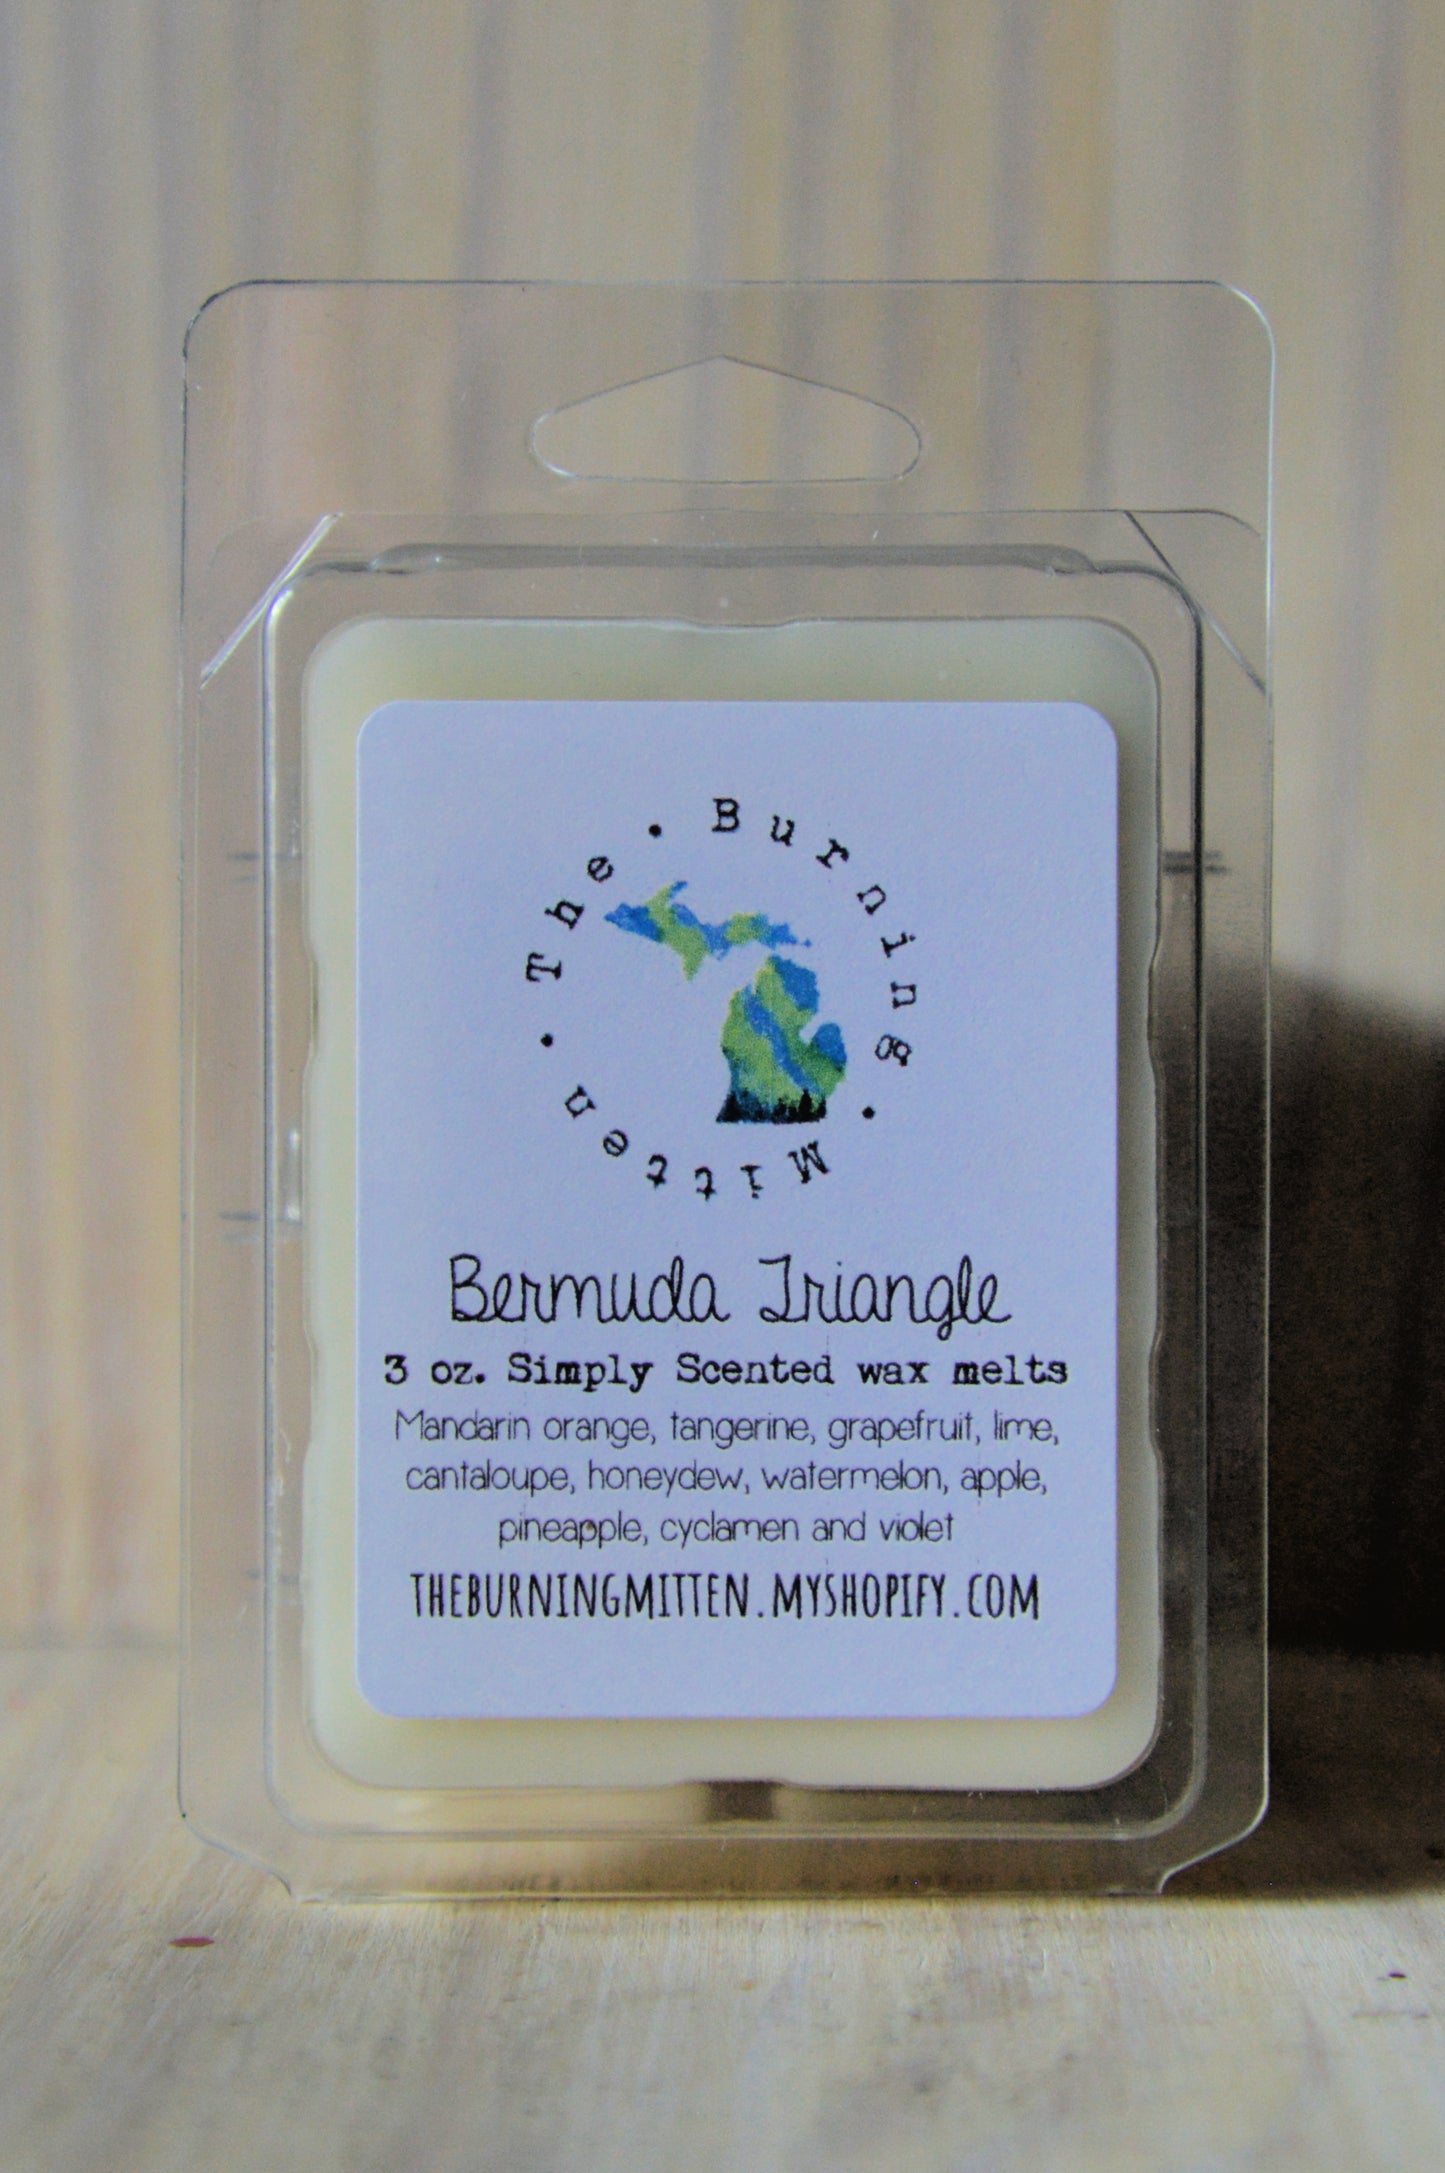 The • Burning • Mitten •
Bermuda Triangle
3 oz. Simply Scented wax melts
Mandarin orange, tangerine, grapefruit, lime,
cantaloupe, honeydew, watermelon, apple,
pineapple, cyclamen and violet
THEBURNINGMITTEN.MYSHOPIFY.COM